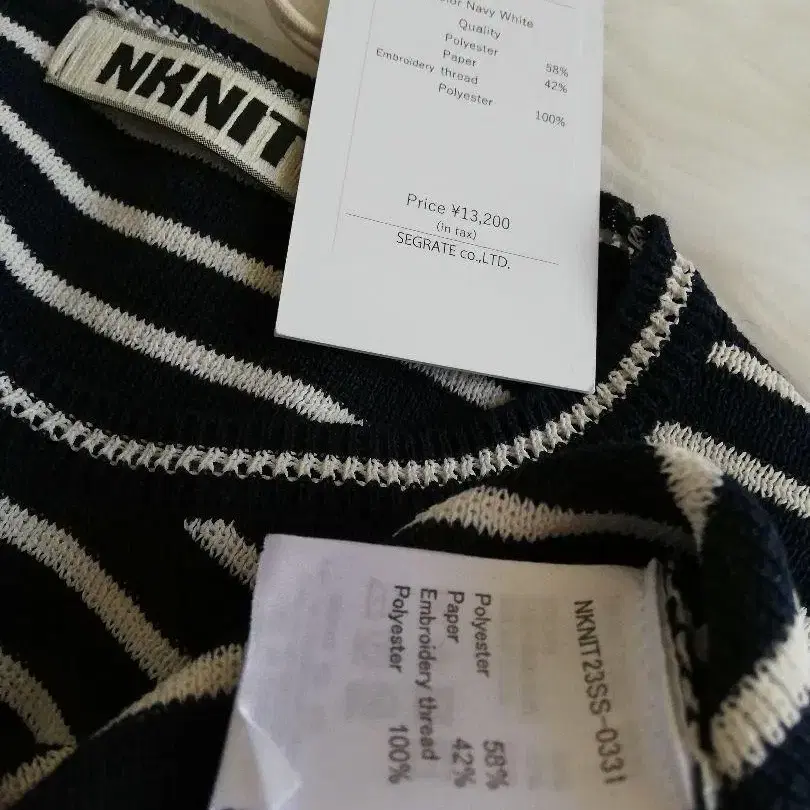 NKNIT
Color Navy White
Quality
Polyester 58%
Paper 42%
Embroidery thread
Polyester 100%
Price ¥13,200
(in tax)
SEGRATE co.,LTD.
NKNIT23SS-0331
Polyester 58%
Paper 42%
Embroidery thread
Polyester 100%